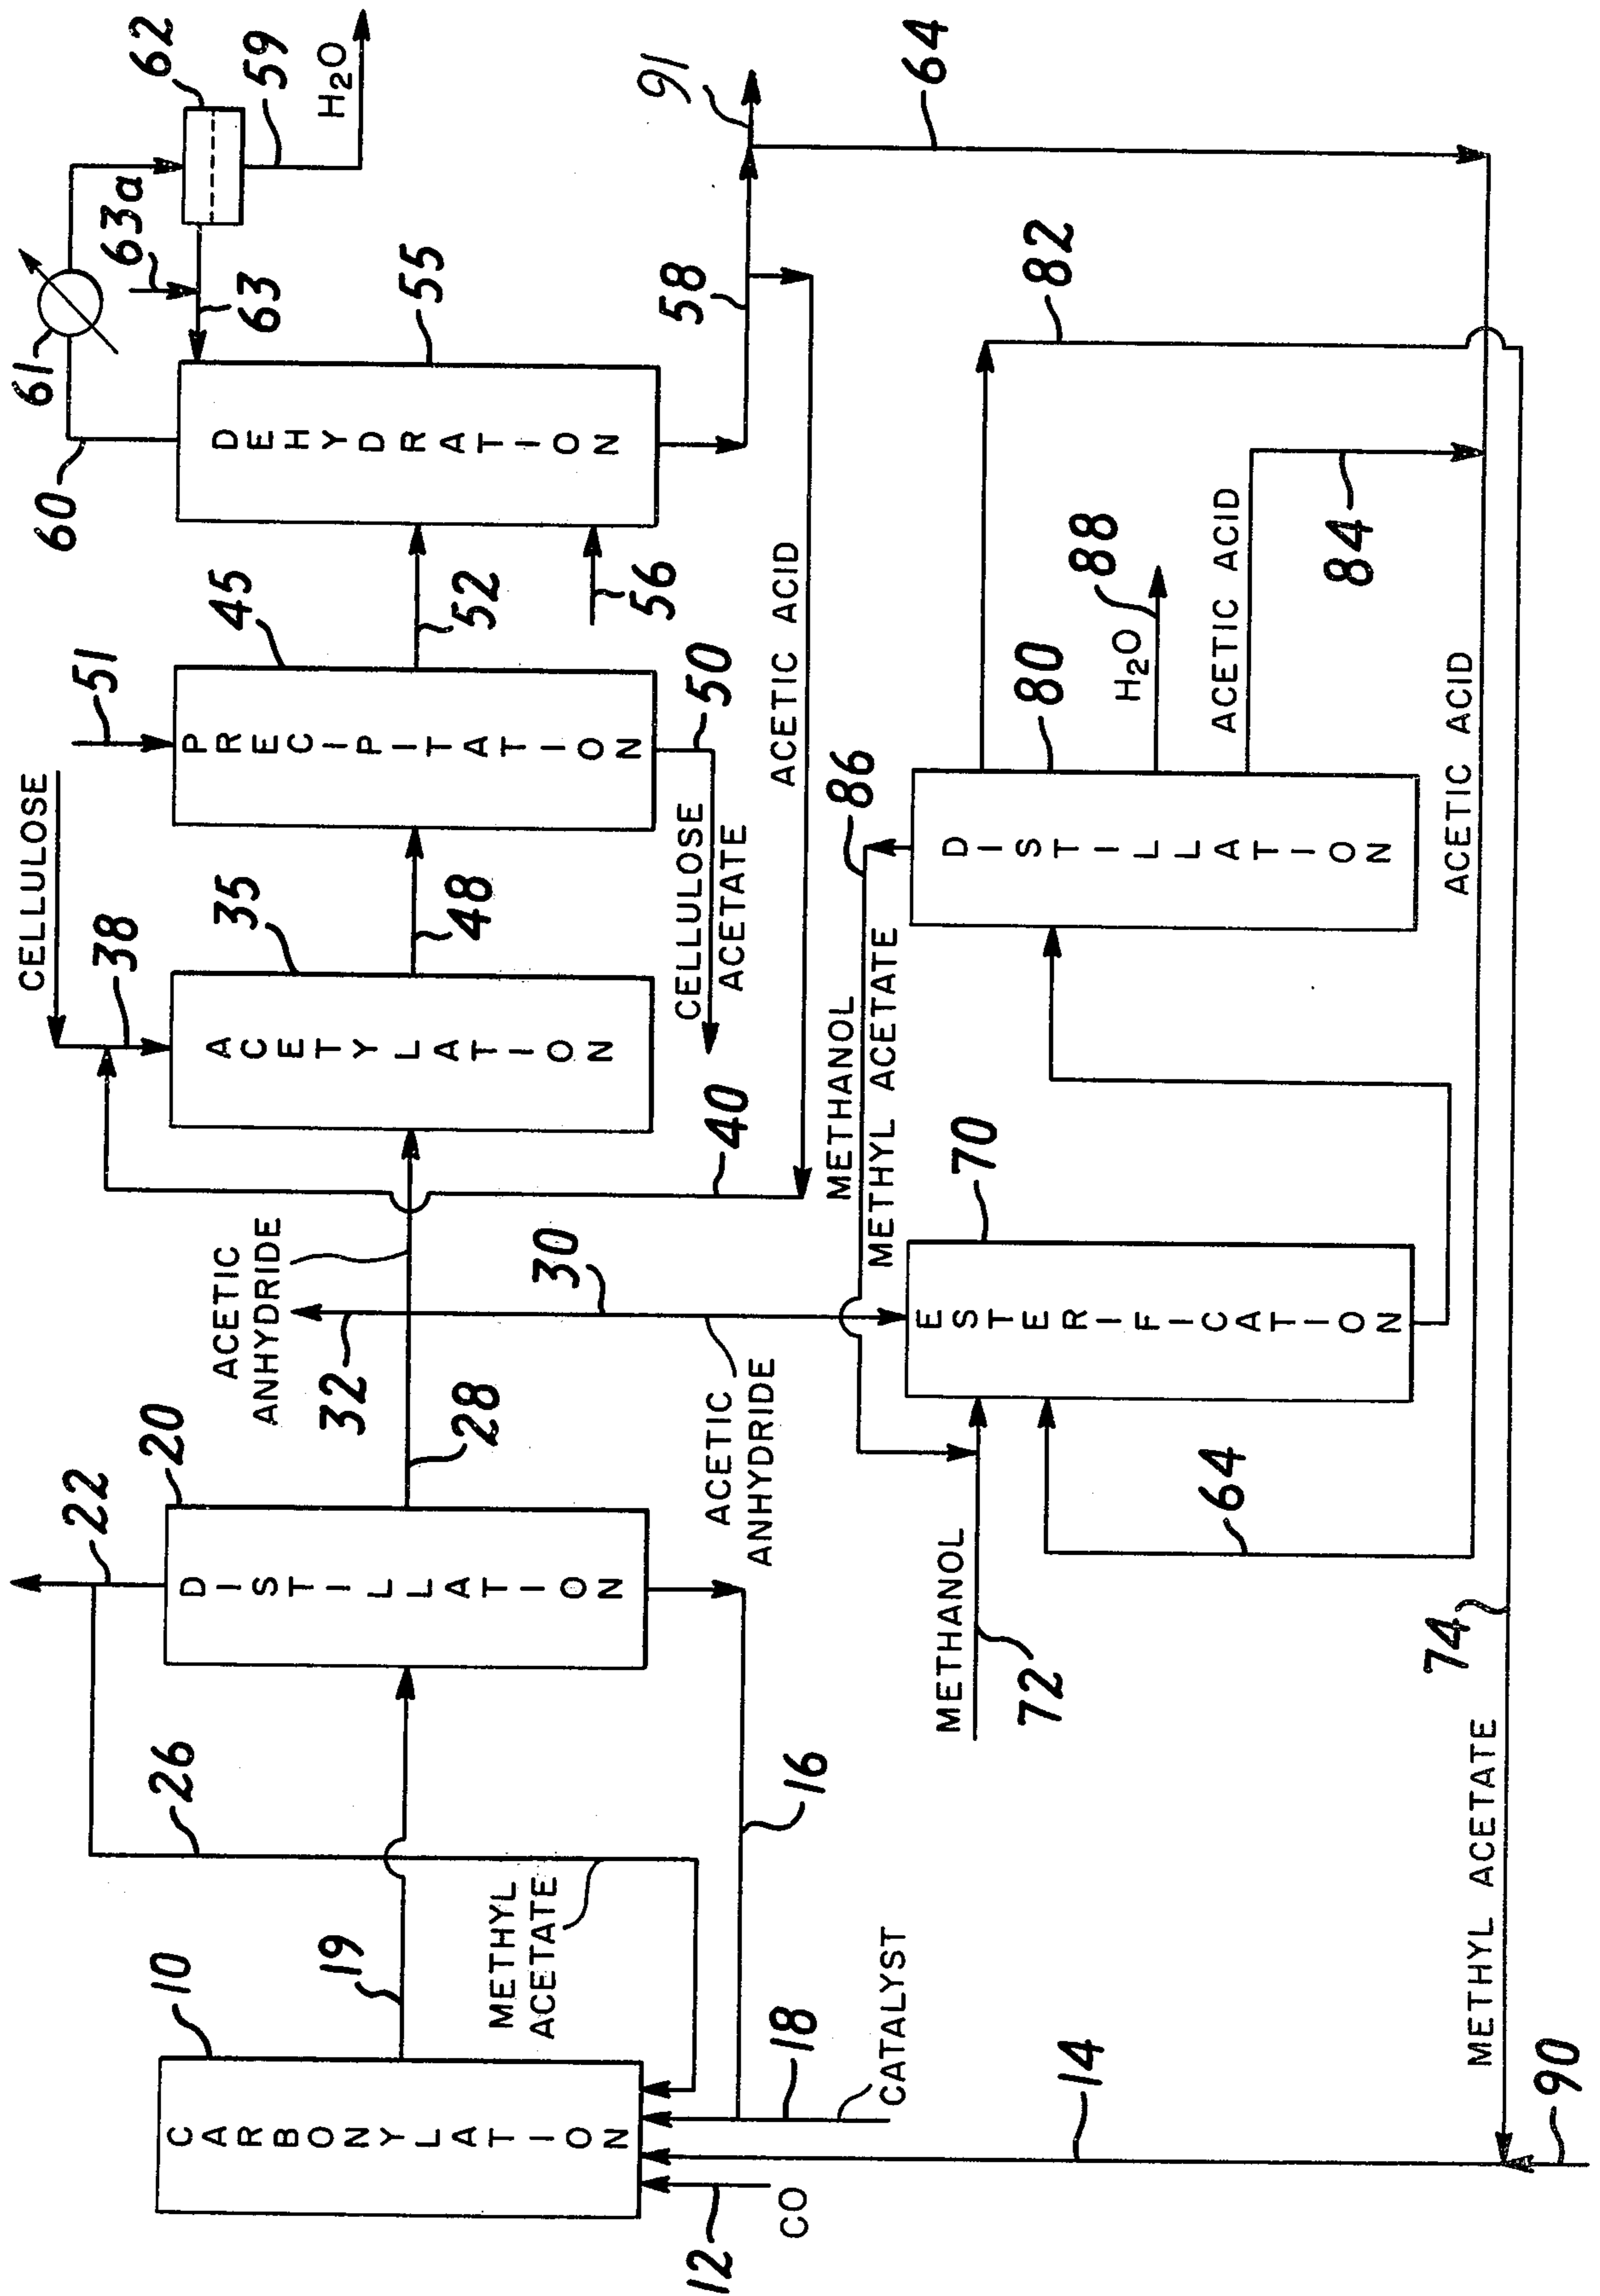 22
20
26
10
CARBONYLATION
19
METHYL
ACETATE
12
CO
18
CATALYST
16
14
DISTILLATION
28
ACETIC
ANHYDRIDE
32
30
ACETIC
ANHYDRIDE
CELLULOSE
38
35
ACETYLATION
48
40
51
45
PRECIPITATION
52
50
CELLULOSE
ACETATE
ACETIC ACID
56
60
61
63a
63
62
59
H2O
55
DEHYDRATION
58
91
64
METHANOL
72
METHANOL
METHYL ACETATE
86
70
ESTERIFICATION
64
80
DISTILLATION
82
H2O
88
ACETIC ACID
84
ACETIC ACID
74
METHYL ACETATE
90